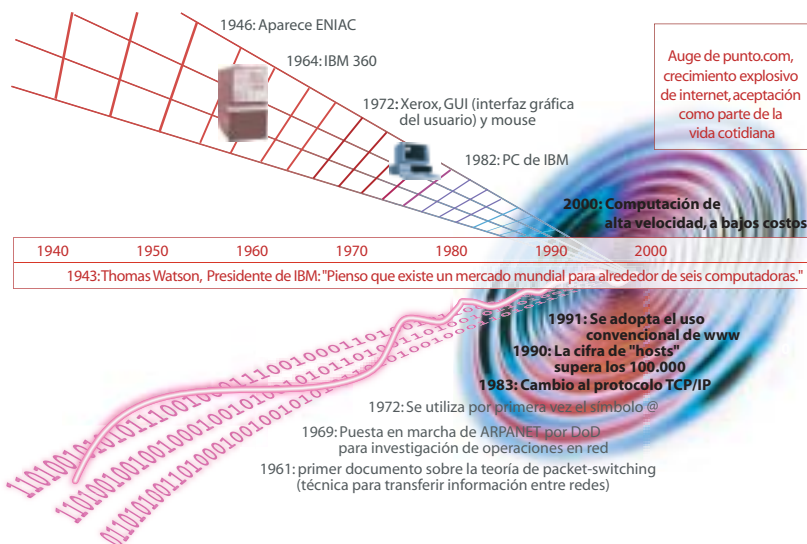 1946: Aparece ENIAC
1964: IBM 360
1972: Xerox, GUI (interfaz gráfica
del usuario) y mouse
1982: PC de IBM
Auge de punto.com,
crecimiento explosivo
de internet, aceptación
como parte de la
vida cotidiana
2000: Computación de
alta velocidad, a bajos costos
1940 1950 1960 1970 1980 1990 2000
1943: Thomas Watson, Presidente de IBM: "Pienso que existe un mercado mundial para alrededor de seis computadoras."
1991: Se adopta el uso
convencional de www
1990: La cifra de "hosts"
supera los 100.000
1983: Cambio al protocolo TCP/IP
1972: Se utiliza por primera vez el símbolo @
1969: Puesta en marcha de ARPANET por DoD
para investigación de operaciones en red
1961: primer documento sobre la teoría de packet-switching
(técnica para transferir información entre redes)